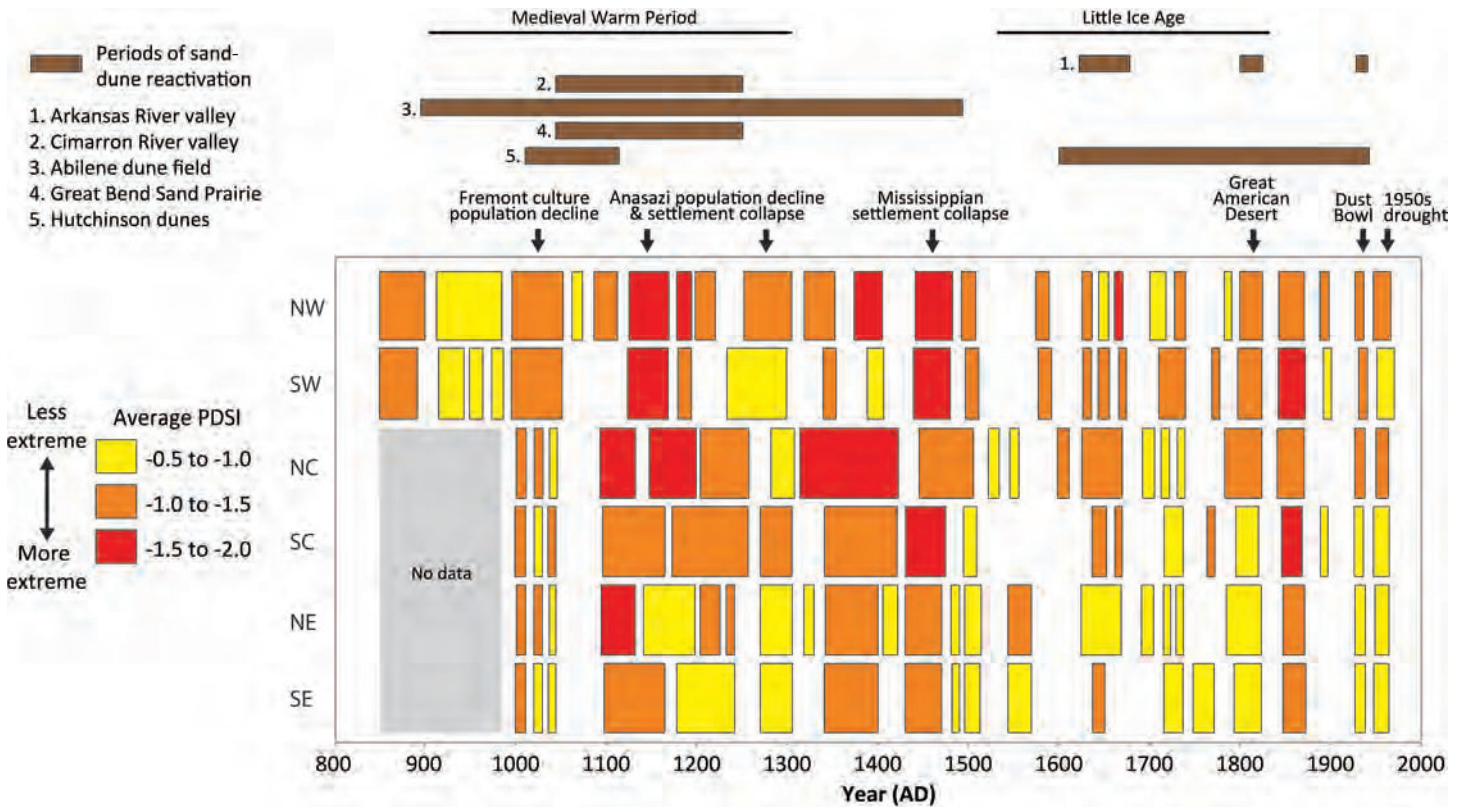 Medieval Warm Period
Little Ice Age
Periods of sand-
dune reactivation
1. Arkansas River valley
2. Cimarron River valley
3. Abilene dune field
4. Great Bend Sand Prairie
5. Hutchinson dunes
1.
2.
3.
4.
5.
Fremont culture
population decline
Anasazi population decline
& settlement collapse
Mississippian
settlement collapse
Great
American
Desert
Dust
Bowl
1950s
drought
Less
extreme
More
extreme
Average PDSI
-0.5 to -1.0
-1.0 to -1.5
-1.5 to -2.0
NW
SW
NC
SC
NE
SE
No data
800 900 1000 1100 1200 1300 1400 1500 1600 1700 1800 1900 2000
Year (AD)